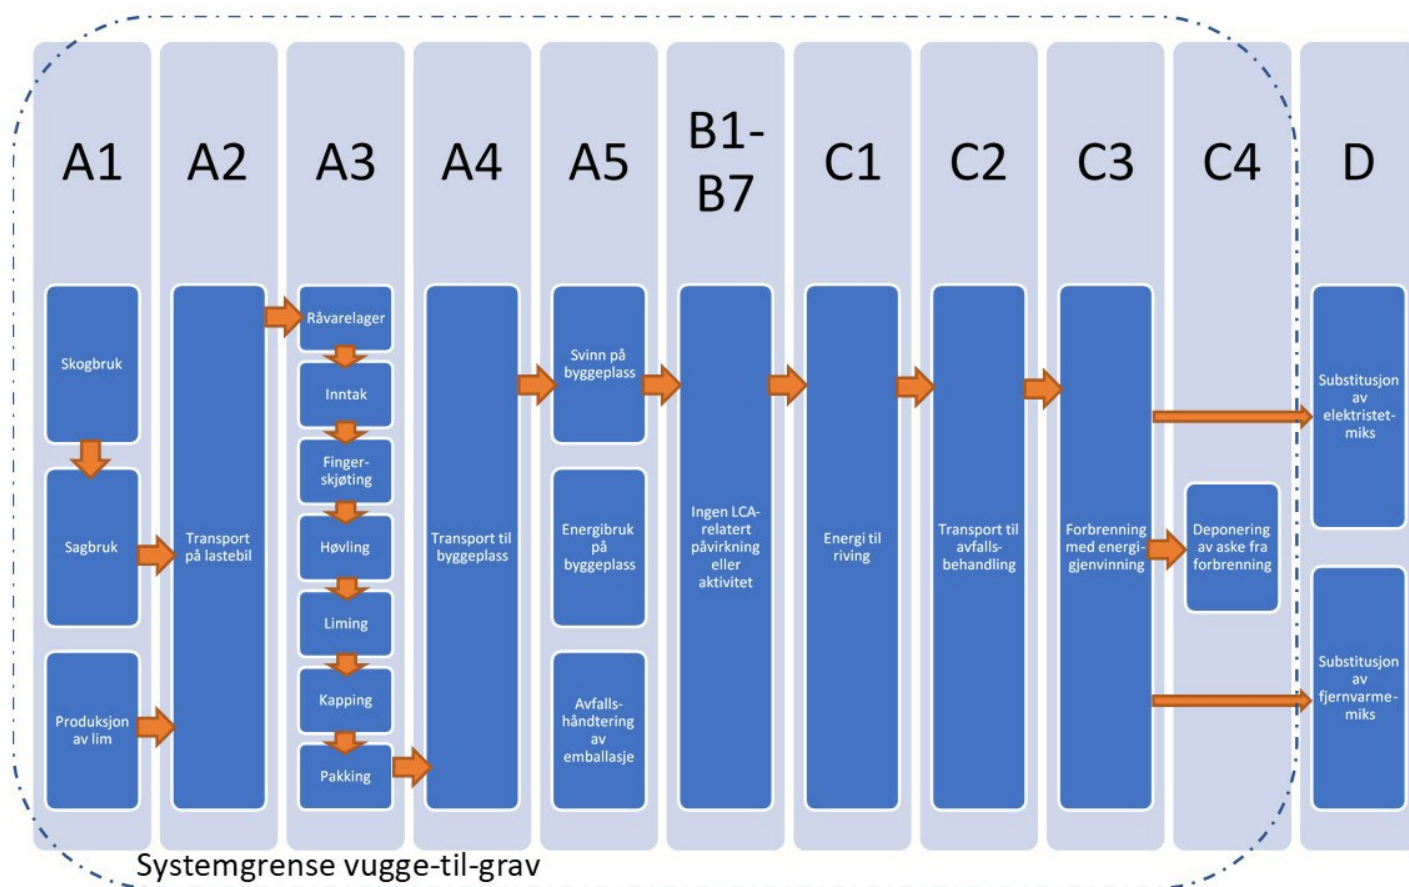 A1
A2
A3
A4
A5
B1-
B7
C1
C2
C3
C4
D
Skogbruk
Sagbruk
Produksjon
av lim
Transport
på lastebil
Råvarelager
Inntak
Finger-
skjøting
Høvling
Liming
Kapping
Pakking
Transport til
byggeplass
Svinn på
byggeplass
Energibruk
på
byggeplass
Avfalls-
håndtering
av
emballasje
Ingen LCA-
relatert
påvirkning
eller
aktivitet
Energi til
riving
Transport til
avfalls-
behandling
Forbrenning
med energi-
gjenvinning
Deponering
av aske fra
forbrenning
Substitusjon
av
elektristet-
miks
Substitusjon
av
fjernvarme-
miks
Systemgrense vugge-til-grav